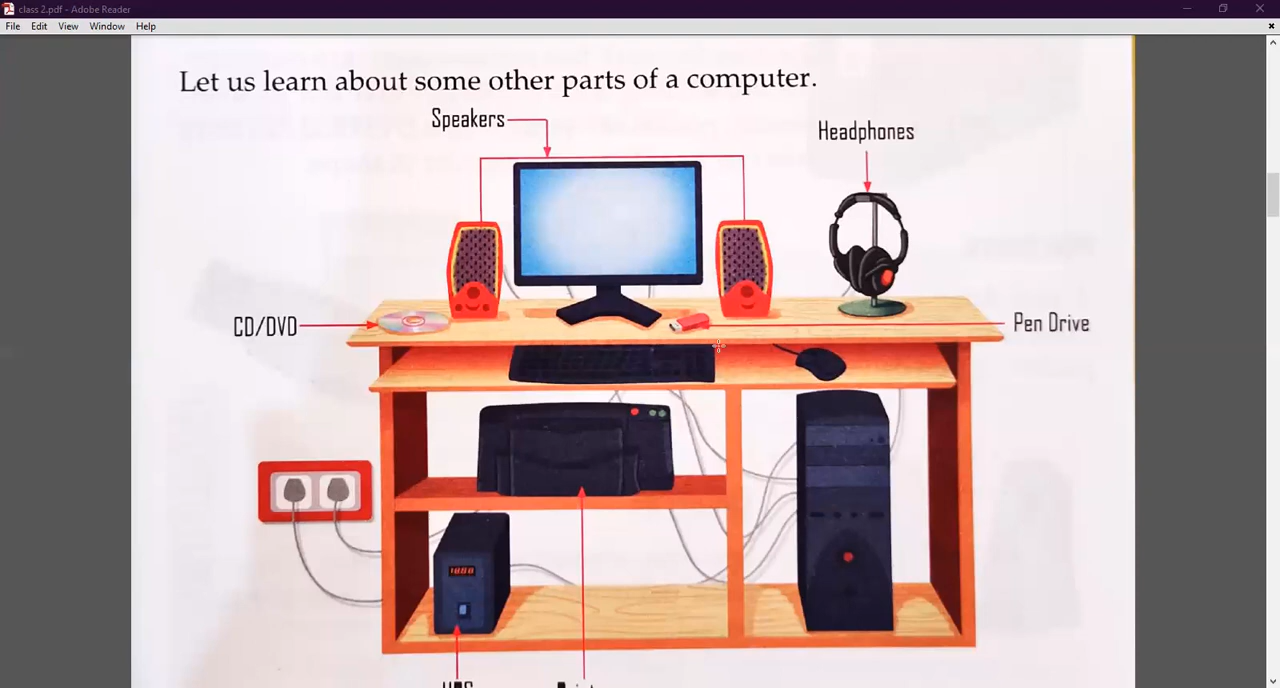 class 2.pdf - Adobe Reader
File Edit View Window Help
Let us learn about some other parts of a computer.
Speakers
Headphones
CD/DVD
Pen Drive